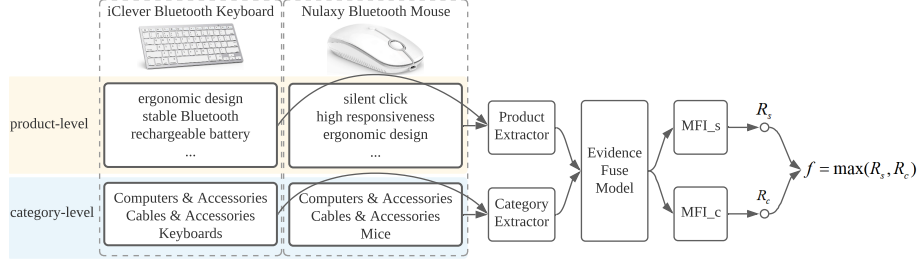 iClever Bluetooth Keyboard
Nulaxy Bluetooth Mouse
product-level
ergonomic design
stable Bluetooth
rechargeable battery
...
silent click
high responsiveness
ergonomic design
...
Product
Extractor
category-level
Computers & Accessories
Cables & Accessories
Keyboards
Computers & Accessories
Cables & Accessories
Mice
Category
Extractor
Evidence
Fuse
Model
MFI_s
R_s
MFI_c
R_c
f = max(R_s, R_c)